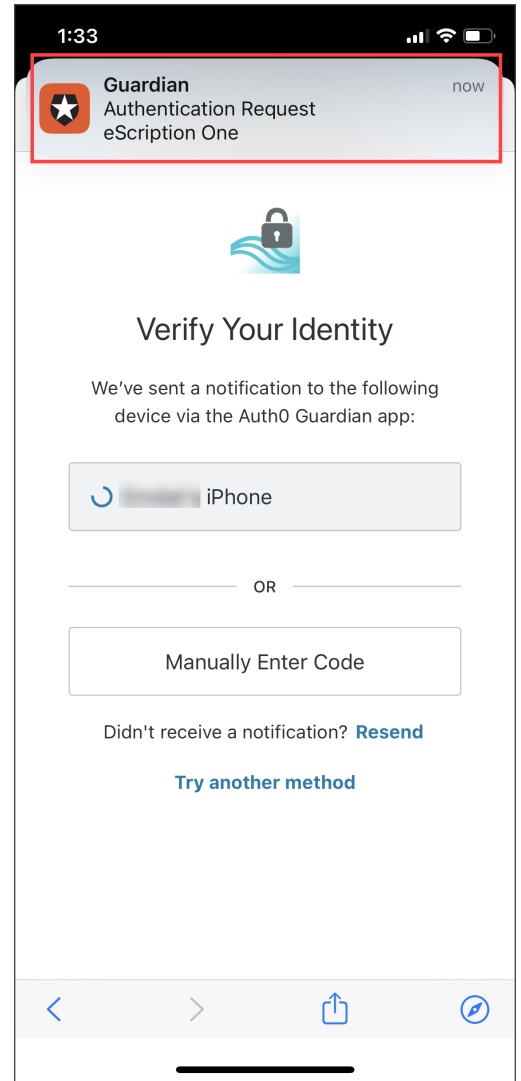 1:33
Guardian
now
Authentication Request
eScription One
Verify Your Identity
We've sent a notification to the following
device via the Auth0 Guardian app:
iPhone
OR
Manually Enter Code
Didn't receive a notification? Resend
Try another method